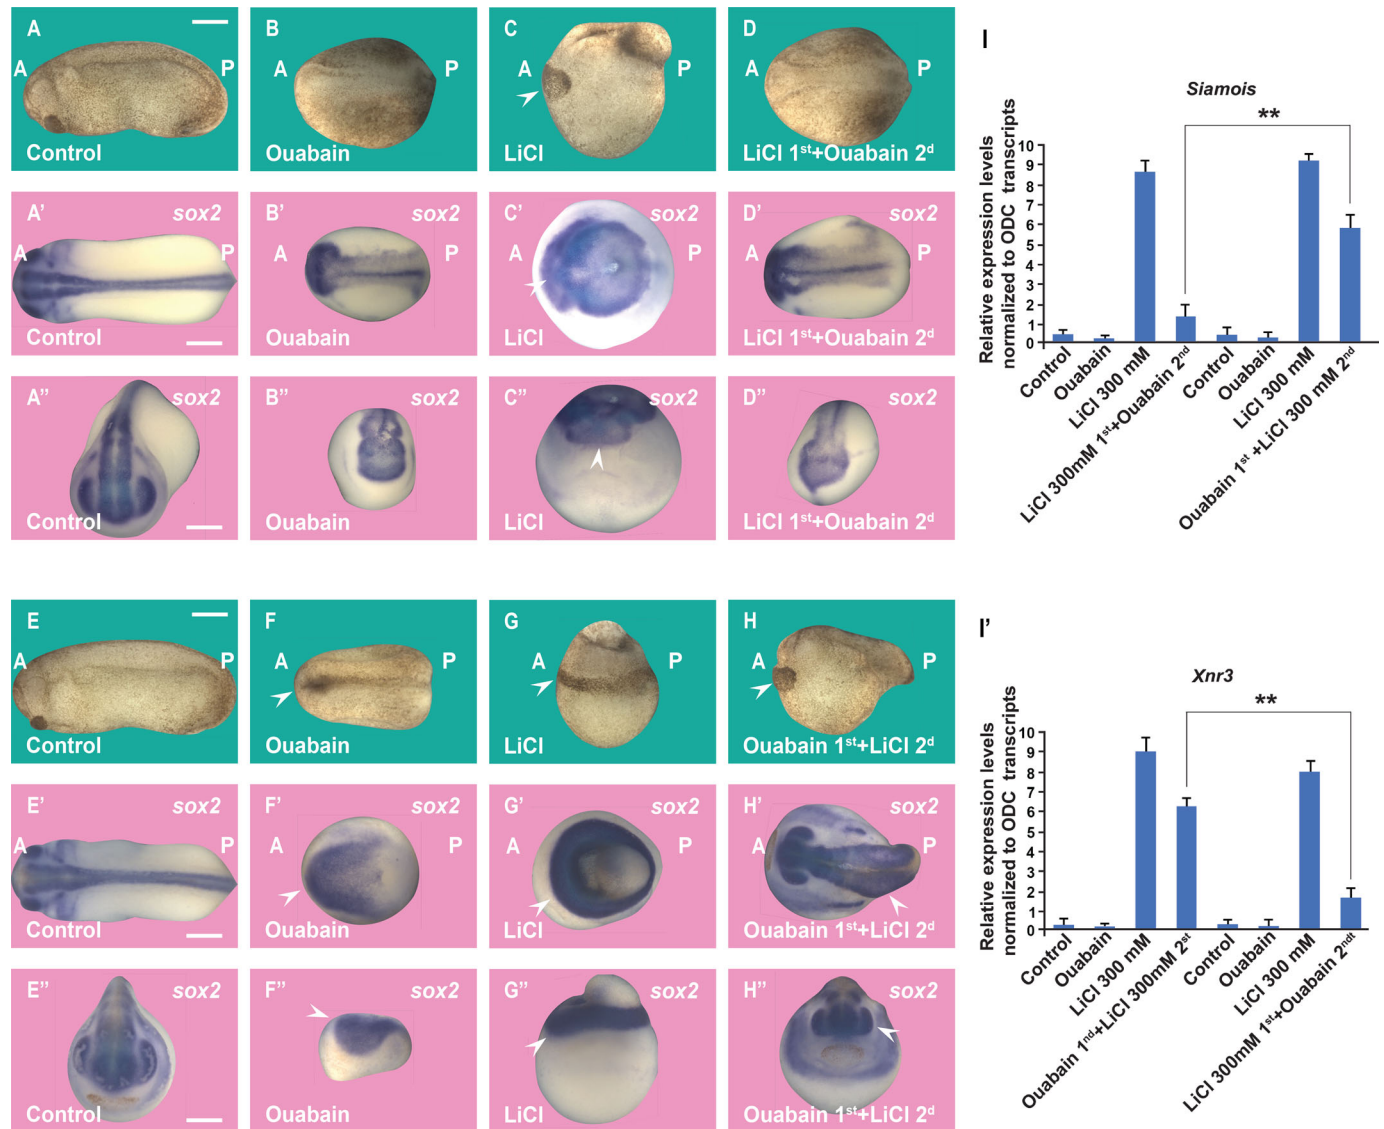 A
A
P
Control
B
A
P
Ouabain
C
A
P
LiCl
D
A
P
LiCl 1st+Ouabain 2d
A’
sox2
A
P
Control
B’
sox2
A
P
Ouabain
C’
sox2
A
P
LiCl
D’
sox2
A
P
LiCl 1st+Ouabain 2d
A”
sox2
Control
B”
sox2
Ouabain
C”
sox2
LiCl
D”
sox2
LiCl 1st+Ouabain 2d
E
A
P
Control
F
A
P
Ouabain
G
A
P
LiCl
H
A
P
Ouabain 1st+LiCl 2d
E’
sox2
A
P
Control
F’
sox2
A
P
Ouabain
G’
sox2
A
P
LiCl
H’
sox2
A
P
Ouabain 1st+LiCl 2d
E”
sox2
Control
F”
sox2
Ouabain
G”
sox2
LiCl
H”
sox2
Ouabain 1st+LiCl 2d
I
Siamois
**
Relative expression levels
normalized to ODC transcripts
10
9
8
7
6
5
4
3
2
1
0
Control
Ouabain
LiCl 300 mM
LiCl 300mM 1st+Ouabain 2nd
Control
Ouabain
LiCl 300 mM
Ouabain 1st +LiCl 300 mM 2nd
I’
Xnr3
**
Relative expression levels
normalized to ODC transcripts
10
9
8
7
6
5
4
3
2
1
0
Control
Ouabain
LiCl 300 mM
Ouabain 1nd+LiCl 300mM 2st
Control
Ouabain
LiCl 300 mM
LiCl 300mM 1st+Ouabain 2ndt